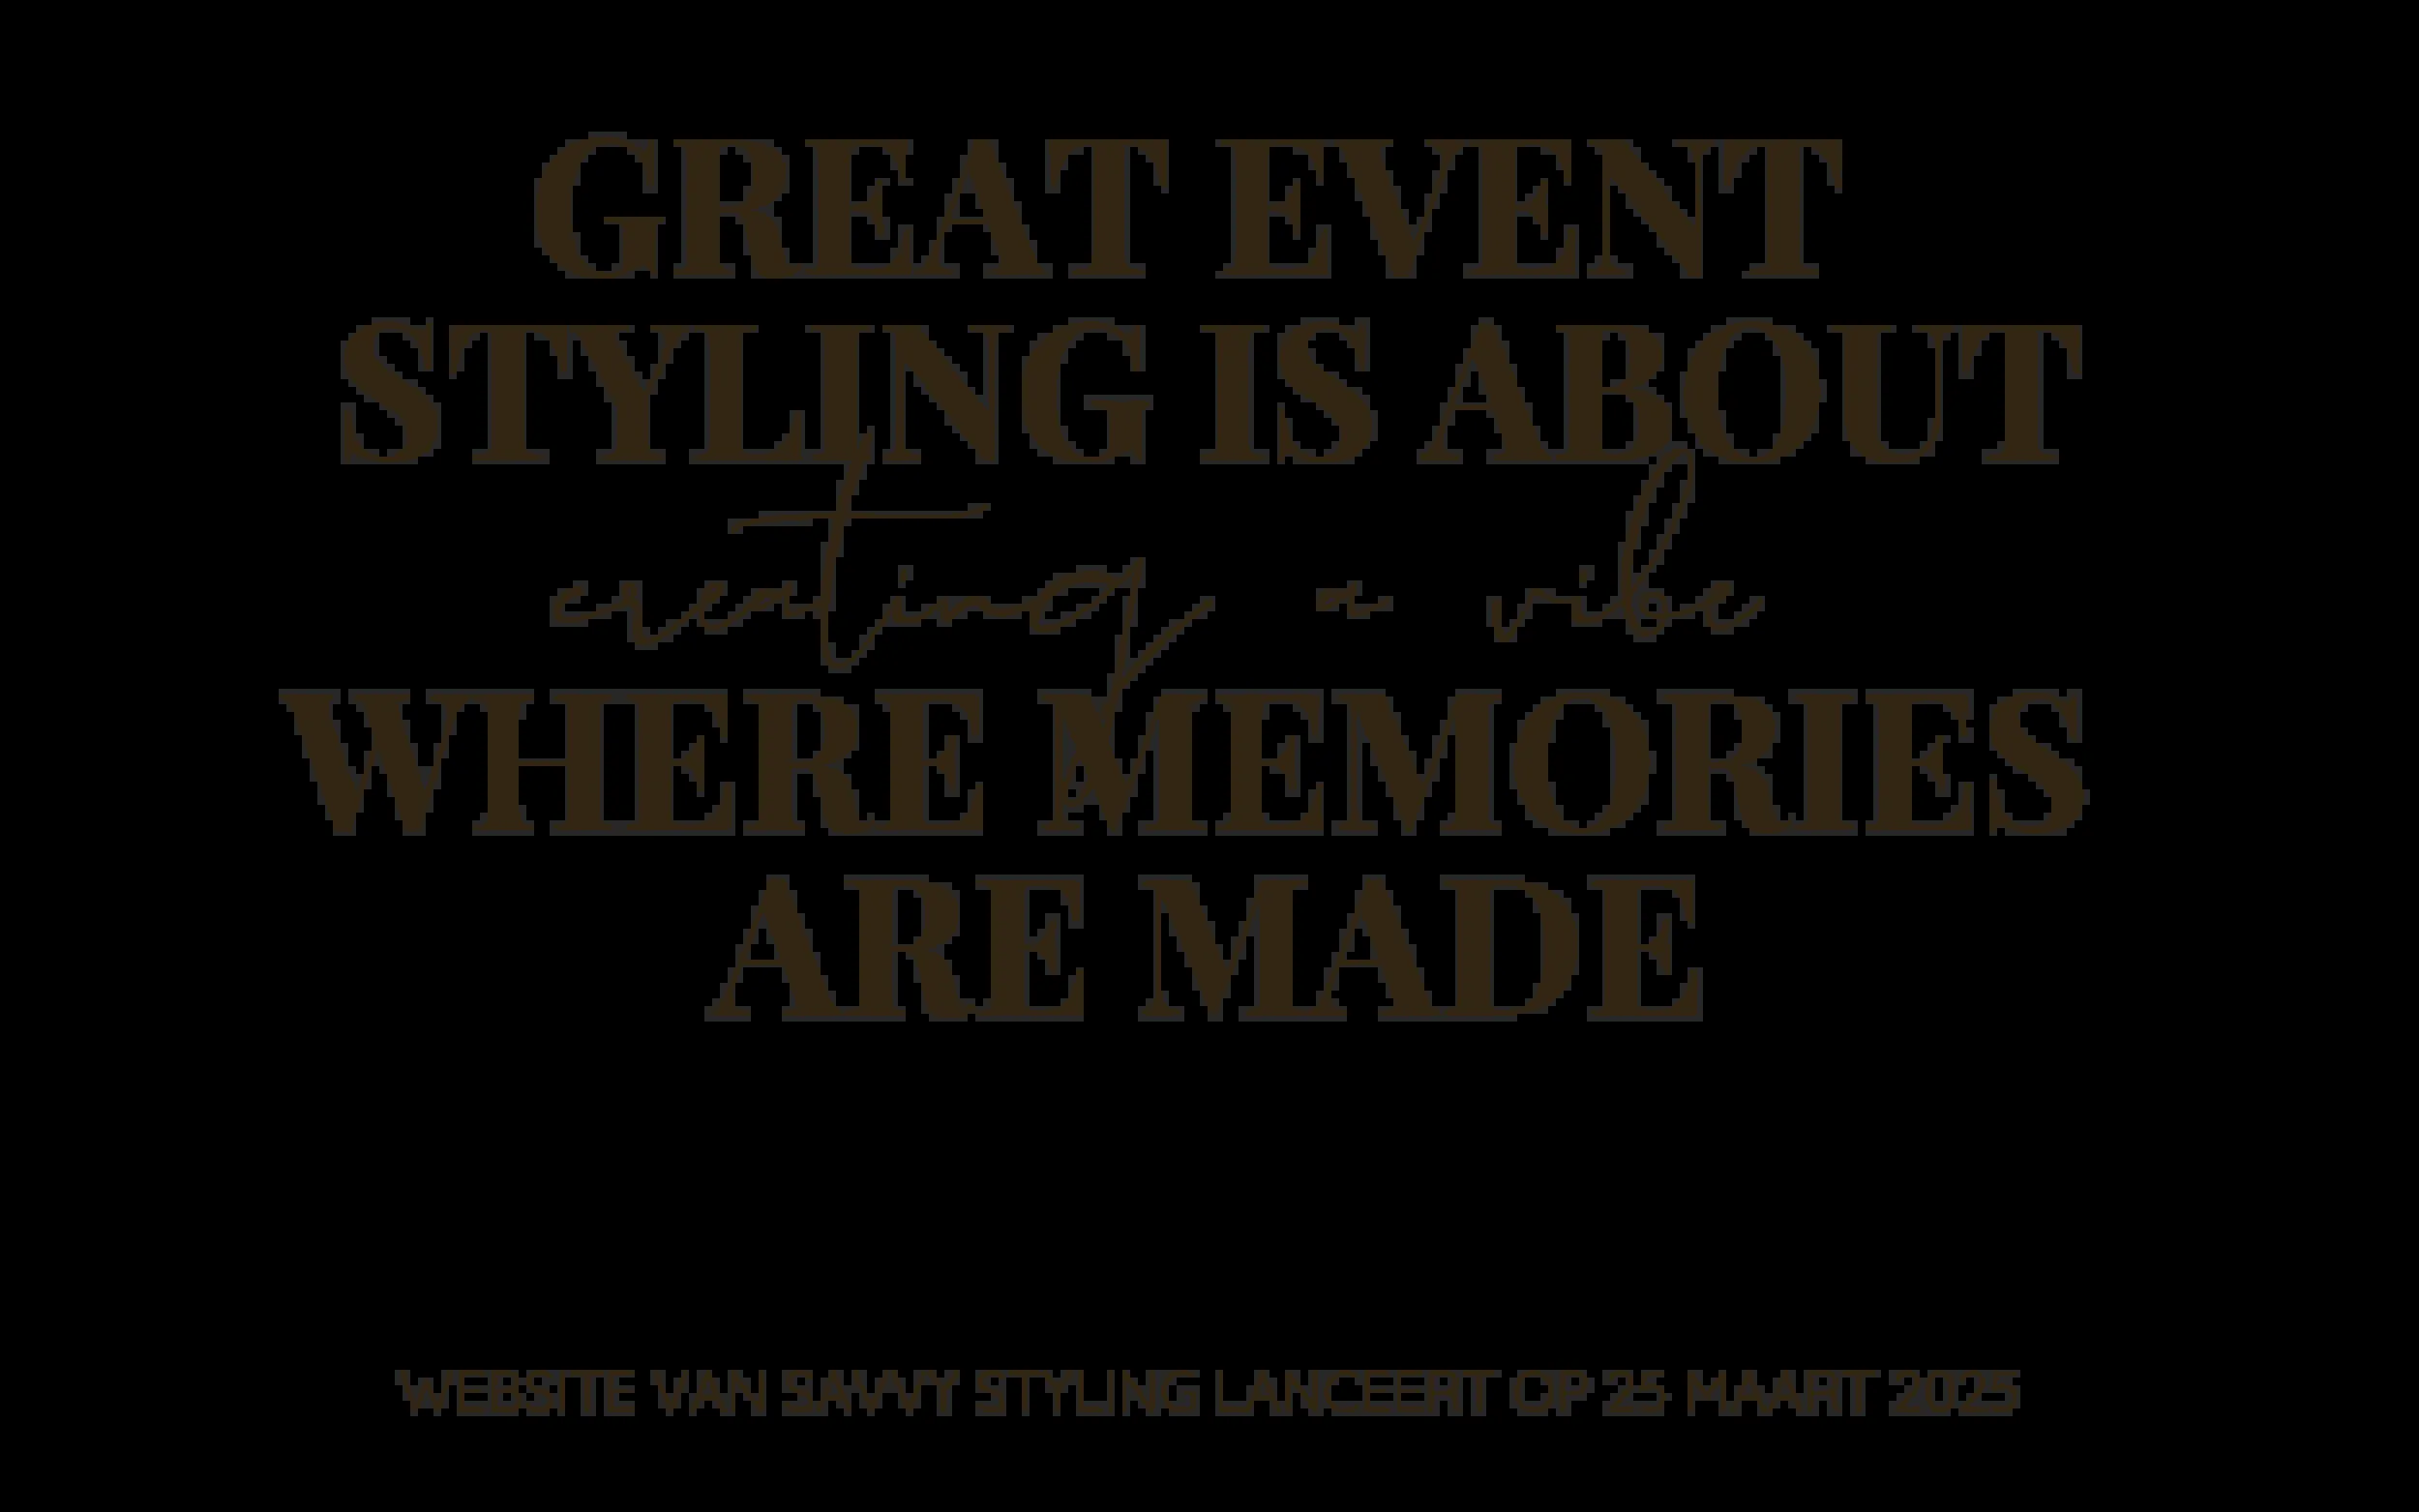 GREAT EVENT
STYLING IS ABOUT
creating a vibe
WHERE MEMORIES
ARE MADE
WEBSITE VAN SAVVY STYLING LANCEERT OP 25 MAART 2025